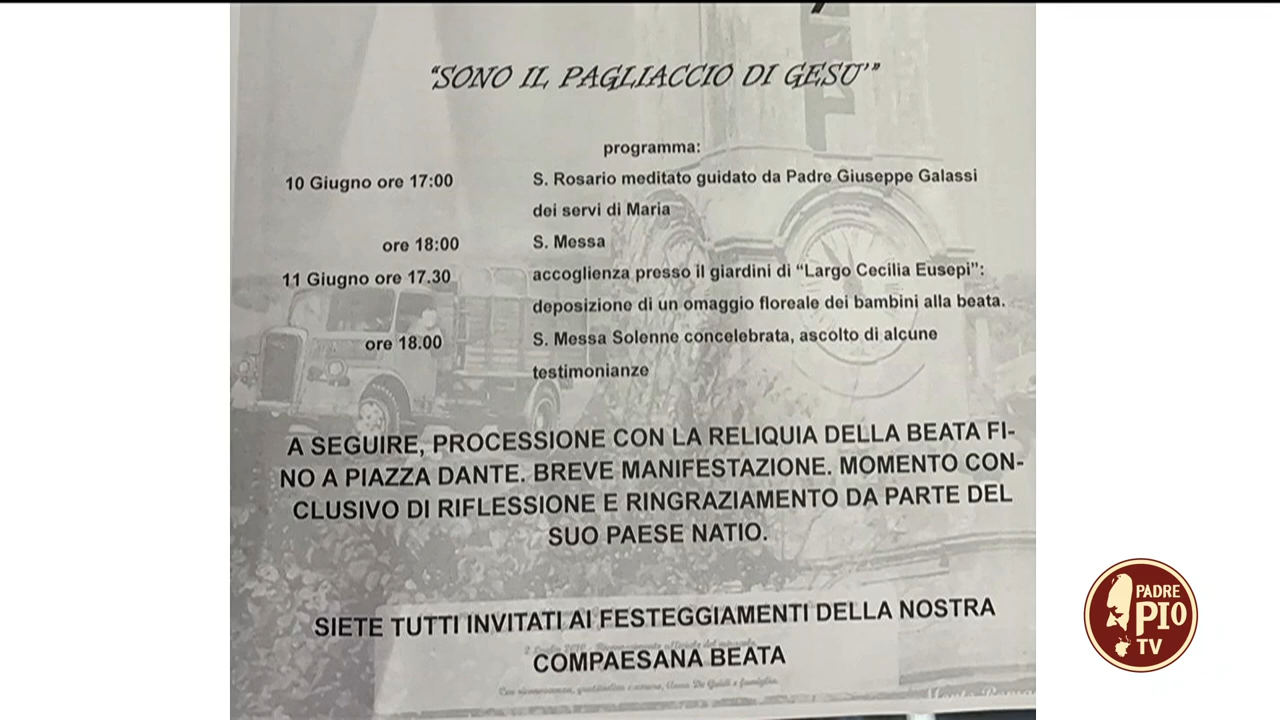 "SONO IL PAGLIACCIO DI GESU'"
programma:
10 Giugno ore 17:00 S. Rosario meditato guidato da Padre Giuseppe Galassi
dei servi di Maria
ore 18:00 S. Messa
11 Giugno ore 17.30 accoglienza presso il giardini di "Largo Cecilia Eusepi":
deposizione di un omaggio floreale dei bambini alla beata.
ore 18.00 S. Messa Solenne concelebrata, ascolto di alcune
testimonianze
A SEGUIRE, PROCESSIONE CON LA RELIQUIA DELLA BEATA FI-
NO A PIAZZA DANTE. BREVE MANIFESTAZIONE. MOMENTO CON-
CLUSIVO DI RIFLESSIONE E RINGRAZIAMENTO DA PARTE DEL
SUO PAESE NATIO.
SIETE TUTTI INVITATI AI FESTEGGIAMENTI DELLA NOSTRA
COMPAESANA BEATA
PADRE
PIO
TV